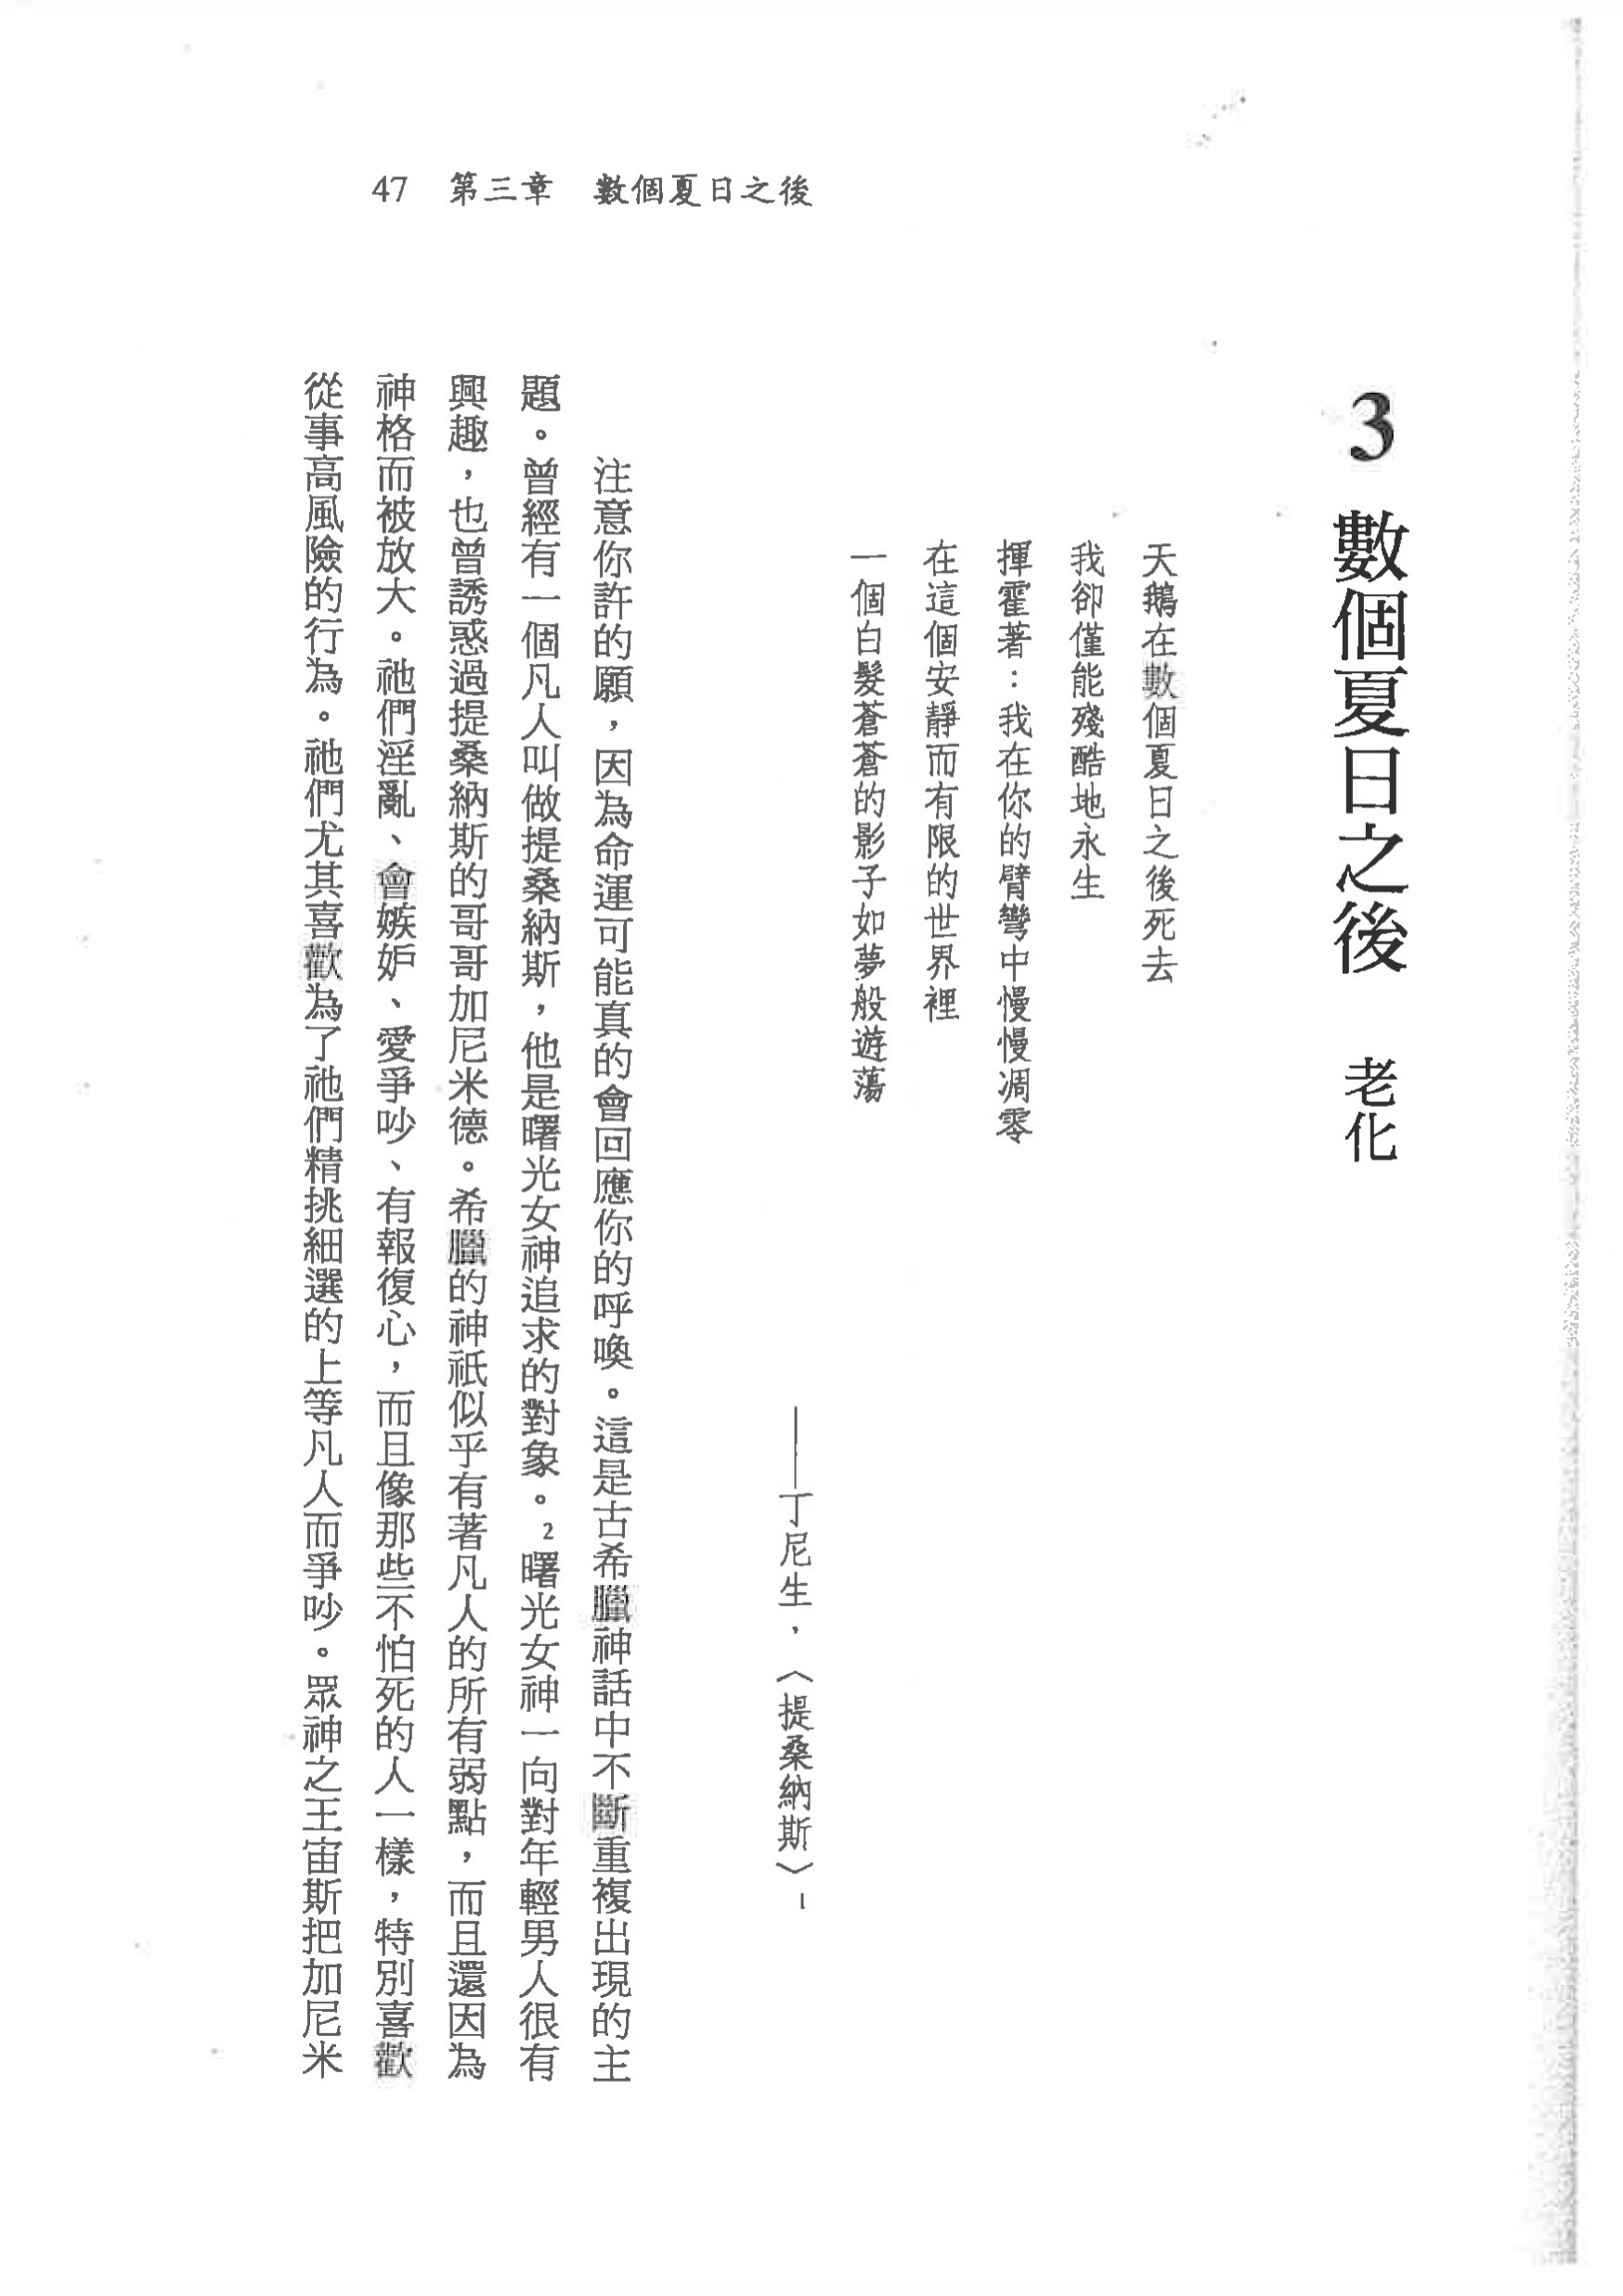 47 第三章 數個夏日之後
3 數個夏日之後 老化
天鵝在數個夏日之後死去
我卻僅能殘酷地永生
揮霍著：我在你的臂彎中慢慢凋零
在這個安靜而有限的世界裡
一個白髮蒼蒼的影子如夢般遊蕩
——丁尼生，〈提桑納斯〉1
注意你許的願，因為命運可能真的會回應你的呼喚。這是古希臘神話中不斷重複出現的主
題。曾經有一個凡人叫做提桑納斯，他是曙光女神追求的對象。2曙光女神一向對年輕男人很有
興趣，也曾誘惑過提桑納斯的哥哥加尼米德。希臘的神祇似乎有著凡人的所有弱點，而且還因為
神格而被放大。祂們淫亂、會嫉妒、愛爭吵、有報復心，而且像那些不怕死的人一樣，特別喜歡
從事高風險的行為。祂們尤其喜歡為了祂們精挑細選的上等凡人而爭吵。眾神之王宙斯把加尼米